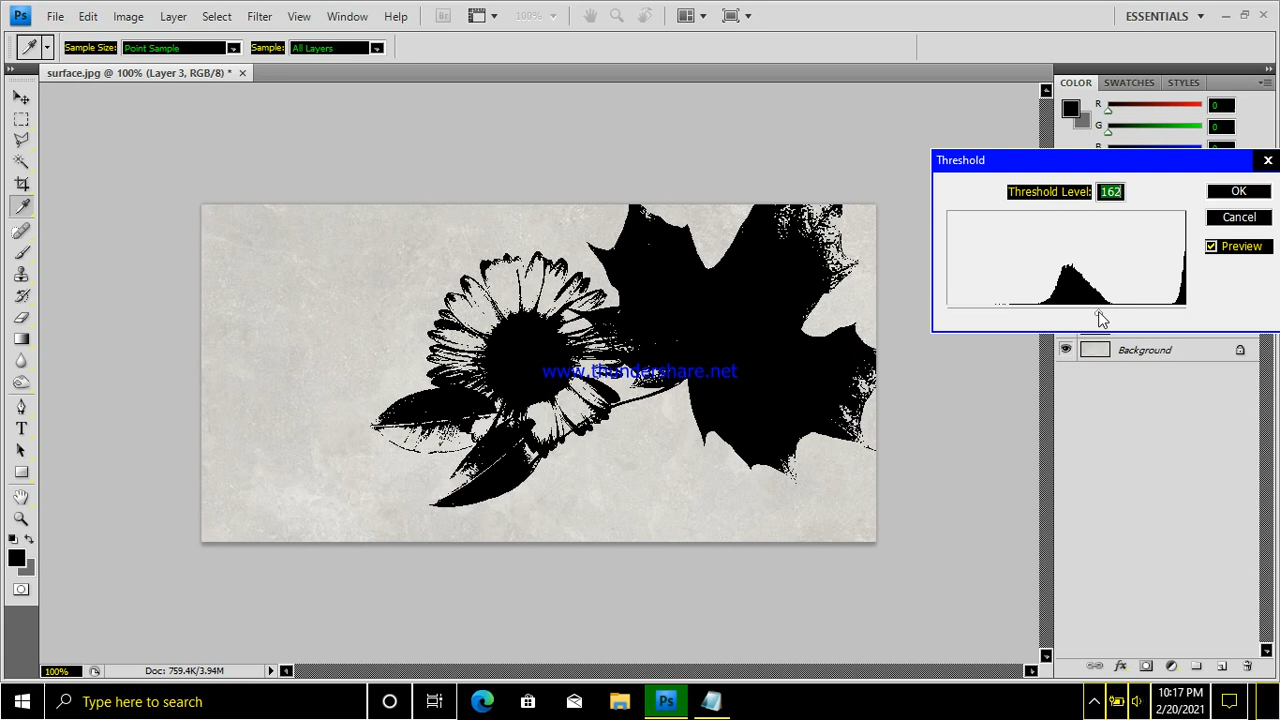 Ps File Edit Image Layer Select Filter View Window Help Br 100% ESSENTIALS
Sample Size: Point Sample Sample: All Layers
surface.jpg @ 100% (Layer 3, RGB/8) *
COLOR SWATCHES STYLES
R 0
G 0
Threshold
Threshold Level: 162 OK
Cancel
Preview
Background
www.thundershare.net
100% Doc: 759.4K/3.94M
Type here to search
Ps
10:17 PM
2/20/2021